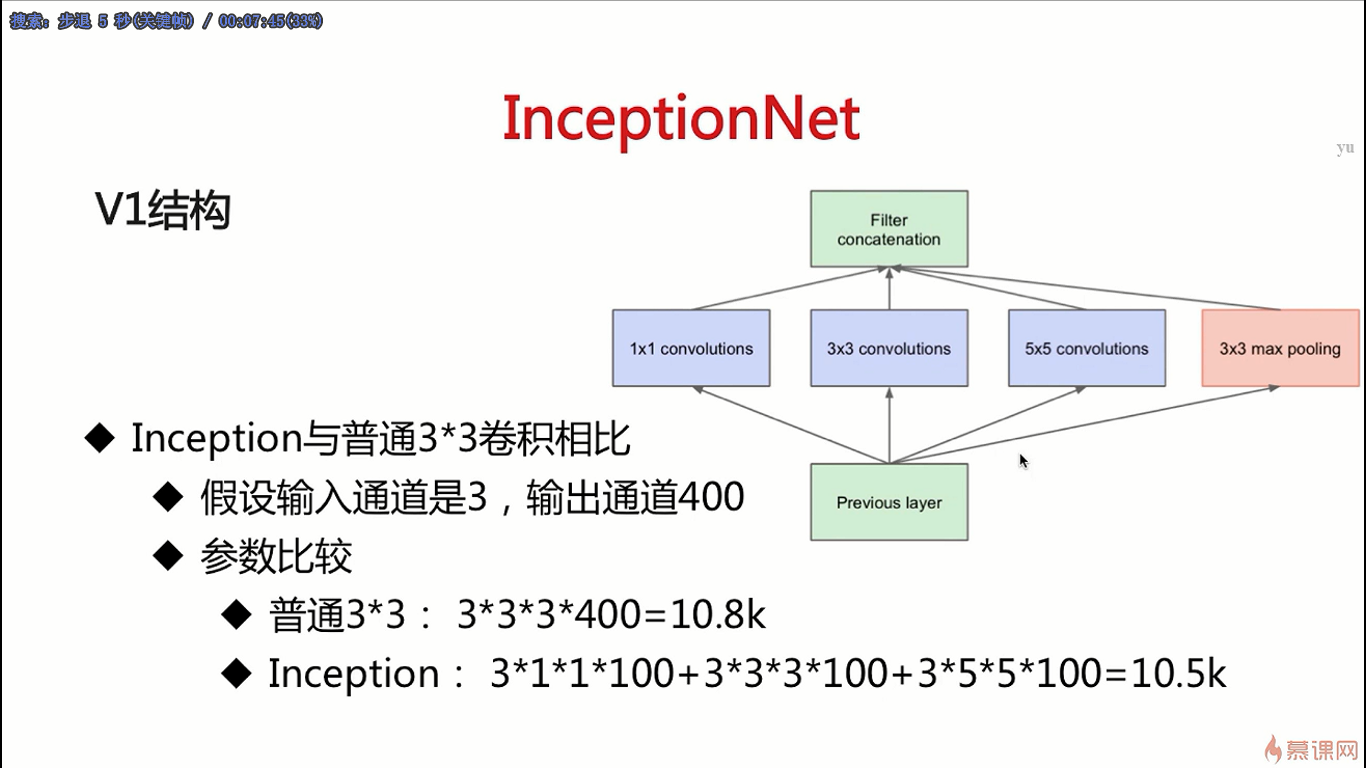 搜索: 步退 5 秒(关键帧) / 00:07:45(33%)
InceptionNet
yu
V1结构
Filter
concatenation
1x1 convolutions
3x3 convolutions
5x5 convolutions
3x3 max pooling
Previous layer
◆ Inception与普通3*3卷积相比
◆ 假设输入通道是3，输出通道400
◆ 参数比较
◆ 普通3*3： 3*3*3*400=10.8k
◆ Inception： 3*1*1*100+3*3*3*100+3*5*5*100=10.5k
慕课网